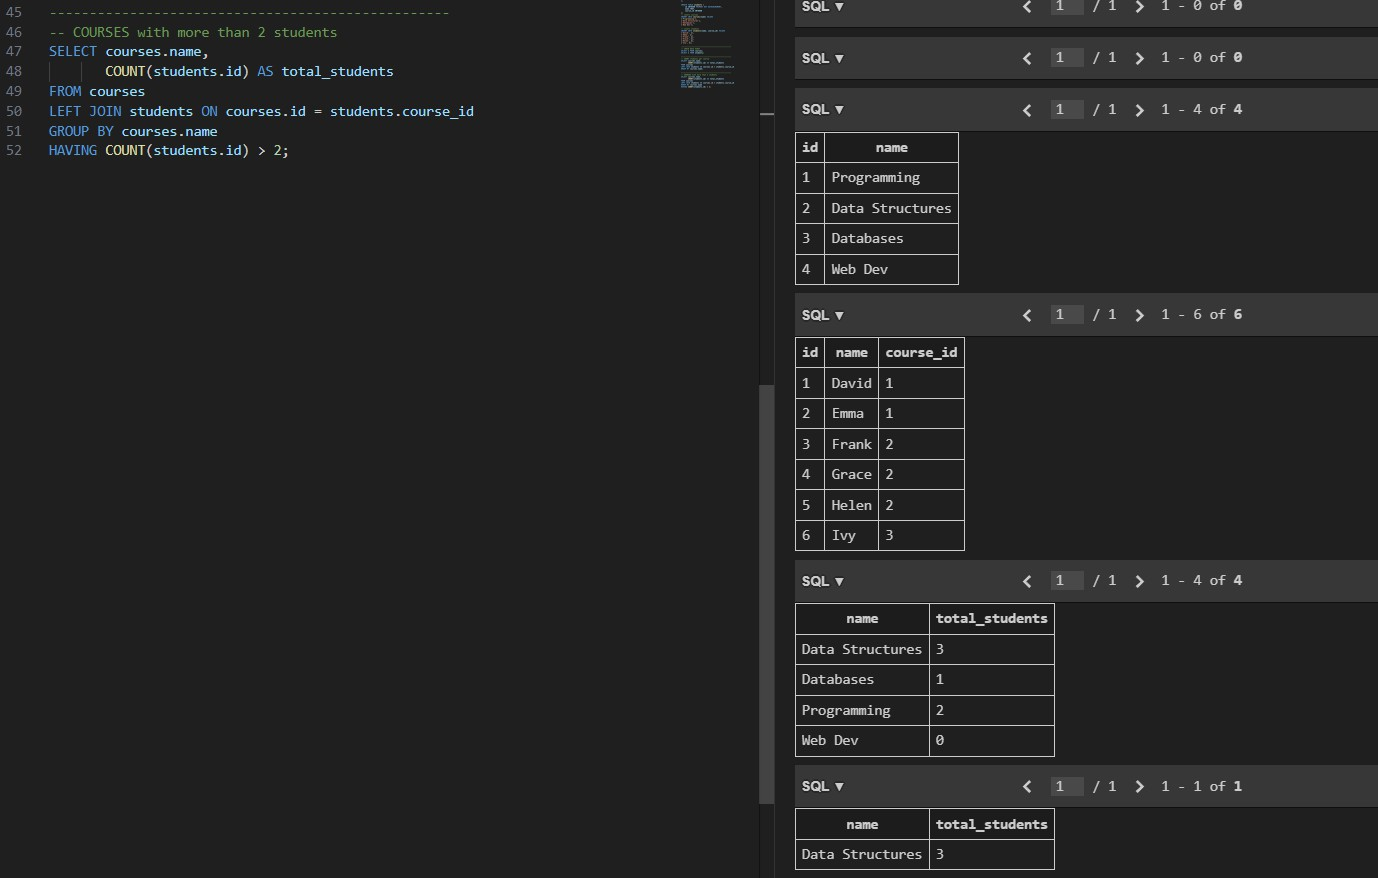 45 --------------------------------------------------
46 -- COURSES with more than 2 students
47 SELECT courses.name,
48 COUNT(students.id) AS total_students
49 FROM courses
50 LEFT JOIN students ON courses.id = students.course_id
51 GROUP BY courses.name
52 HAVING COUNT(students.id) > 2;
SQL ▼ 1 / 1 1 - 0 of 0
SQL ▼ 1 / 1 1 - 0 of 0
SQL ▼ 1 / 1 1 - 4 of 4
id name
1 Programming
2 Data Structures
3 Databases
4 Web Dev
SQL ▼ 1 / 1 1 - 6 of 6
id name course_id
1 David 1
2 Emma 1
3 Frank 2
4 Grace 2
5 Helen 2
6 Ivy 3
SQL ▼ 1 / 1 1 - 4 of 4
name total_students
Data Structures 3
Databases 1
Programming 2
Web Dev 0
SQL ▼ 1 / 1 1 - 1 of 1
name total_students
Data Structures 3